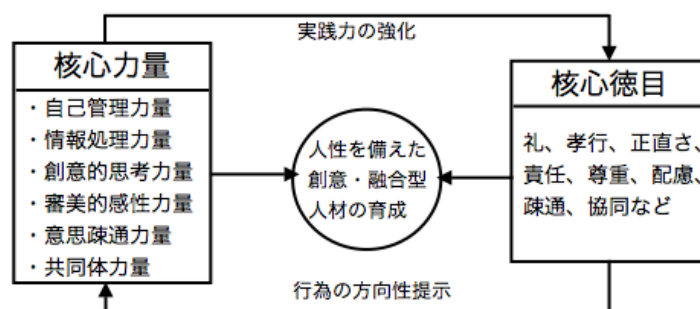 実践力の強化
核心力量
・自己管理力量
・情報処理力量
・創意的思考力量
・審美的感性力量
・意思疎通力量
・共同体力量
人性を備えた
創意・融合型
人材の育成
核心徳目
礼、孝行、正直さ、
責任、尊重、配慮、
疎通、協同など
行為の方向性提示